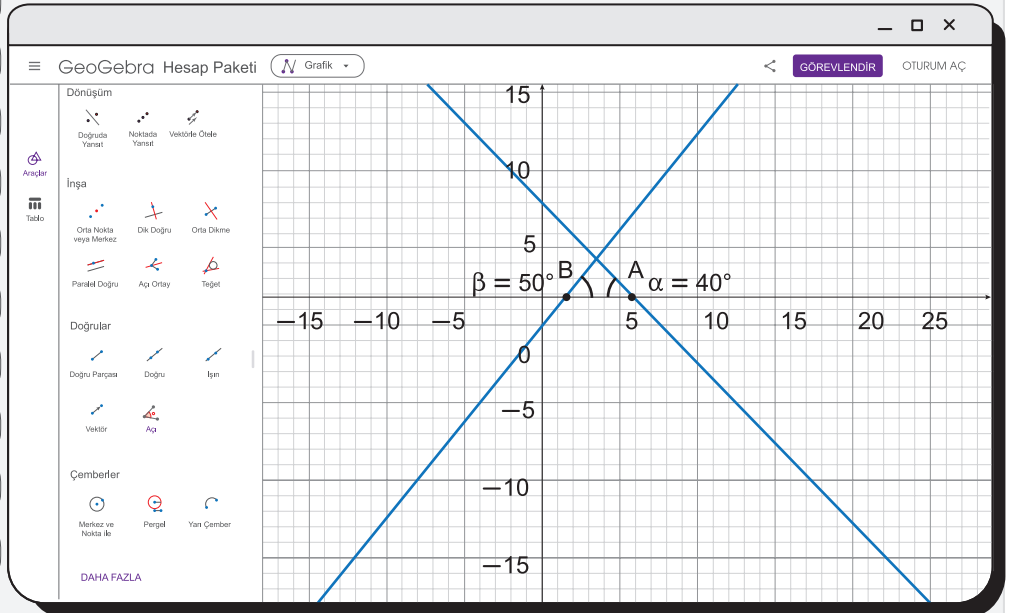 GeoGebra Hesap Paketi
Grafik
GÖREVLENDİR
OTURUM AÇ
Araçlar
Tablo
Dönüşüm
Doğruda Yansıt
Noktada Yansıt
Vektörle Ötele
İnşa
Orta Nokta veya Merkez
Dik Doğru
Orta Dikme
Paralel Doğru
Açı Ortay
Teğet
Doğrular
Doğru Parçası
Doğru
Işın
Vektör
Açı
Çemberler
Merkez ve Nokta ile
Pergel
Yarı Çember
DAHA FAZLA
15
10
5
β = 50° B A α = 40°
−15 −10 −5 5 10 15 20 25
0
−5
−10
−15